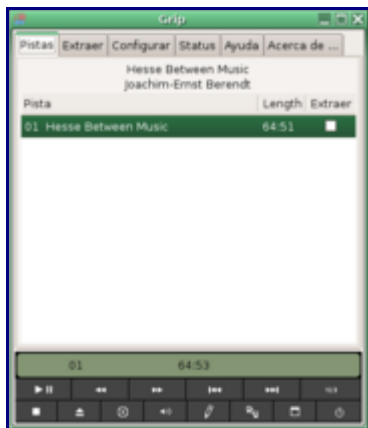 Grip
Pistas Extraer Configurar Status Ayuda Acerca de ...
Hesse Between Music
Joachim-Ernst Berendt
Pista Length Extraer
01 Hesse Between Music 64:51
01 64:53